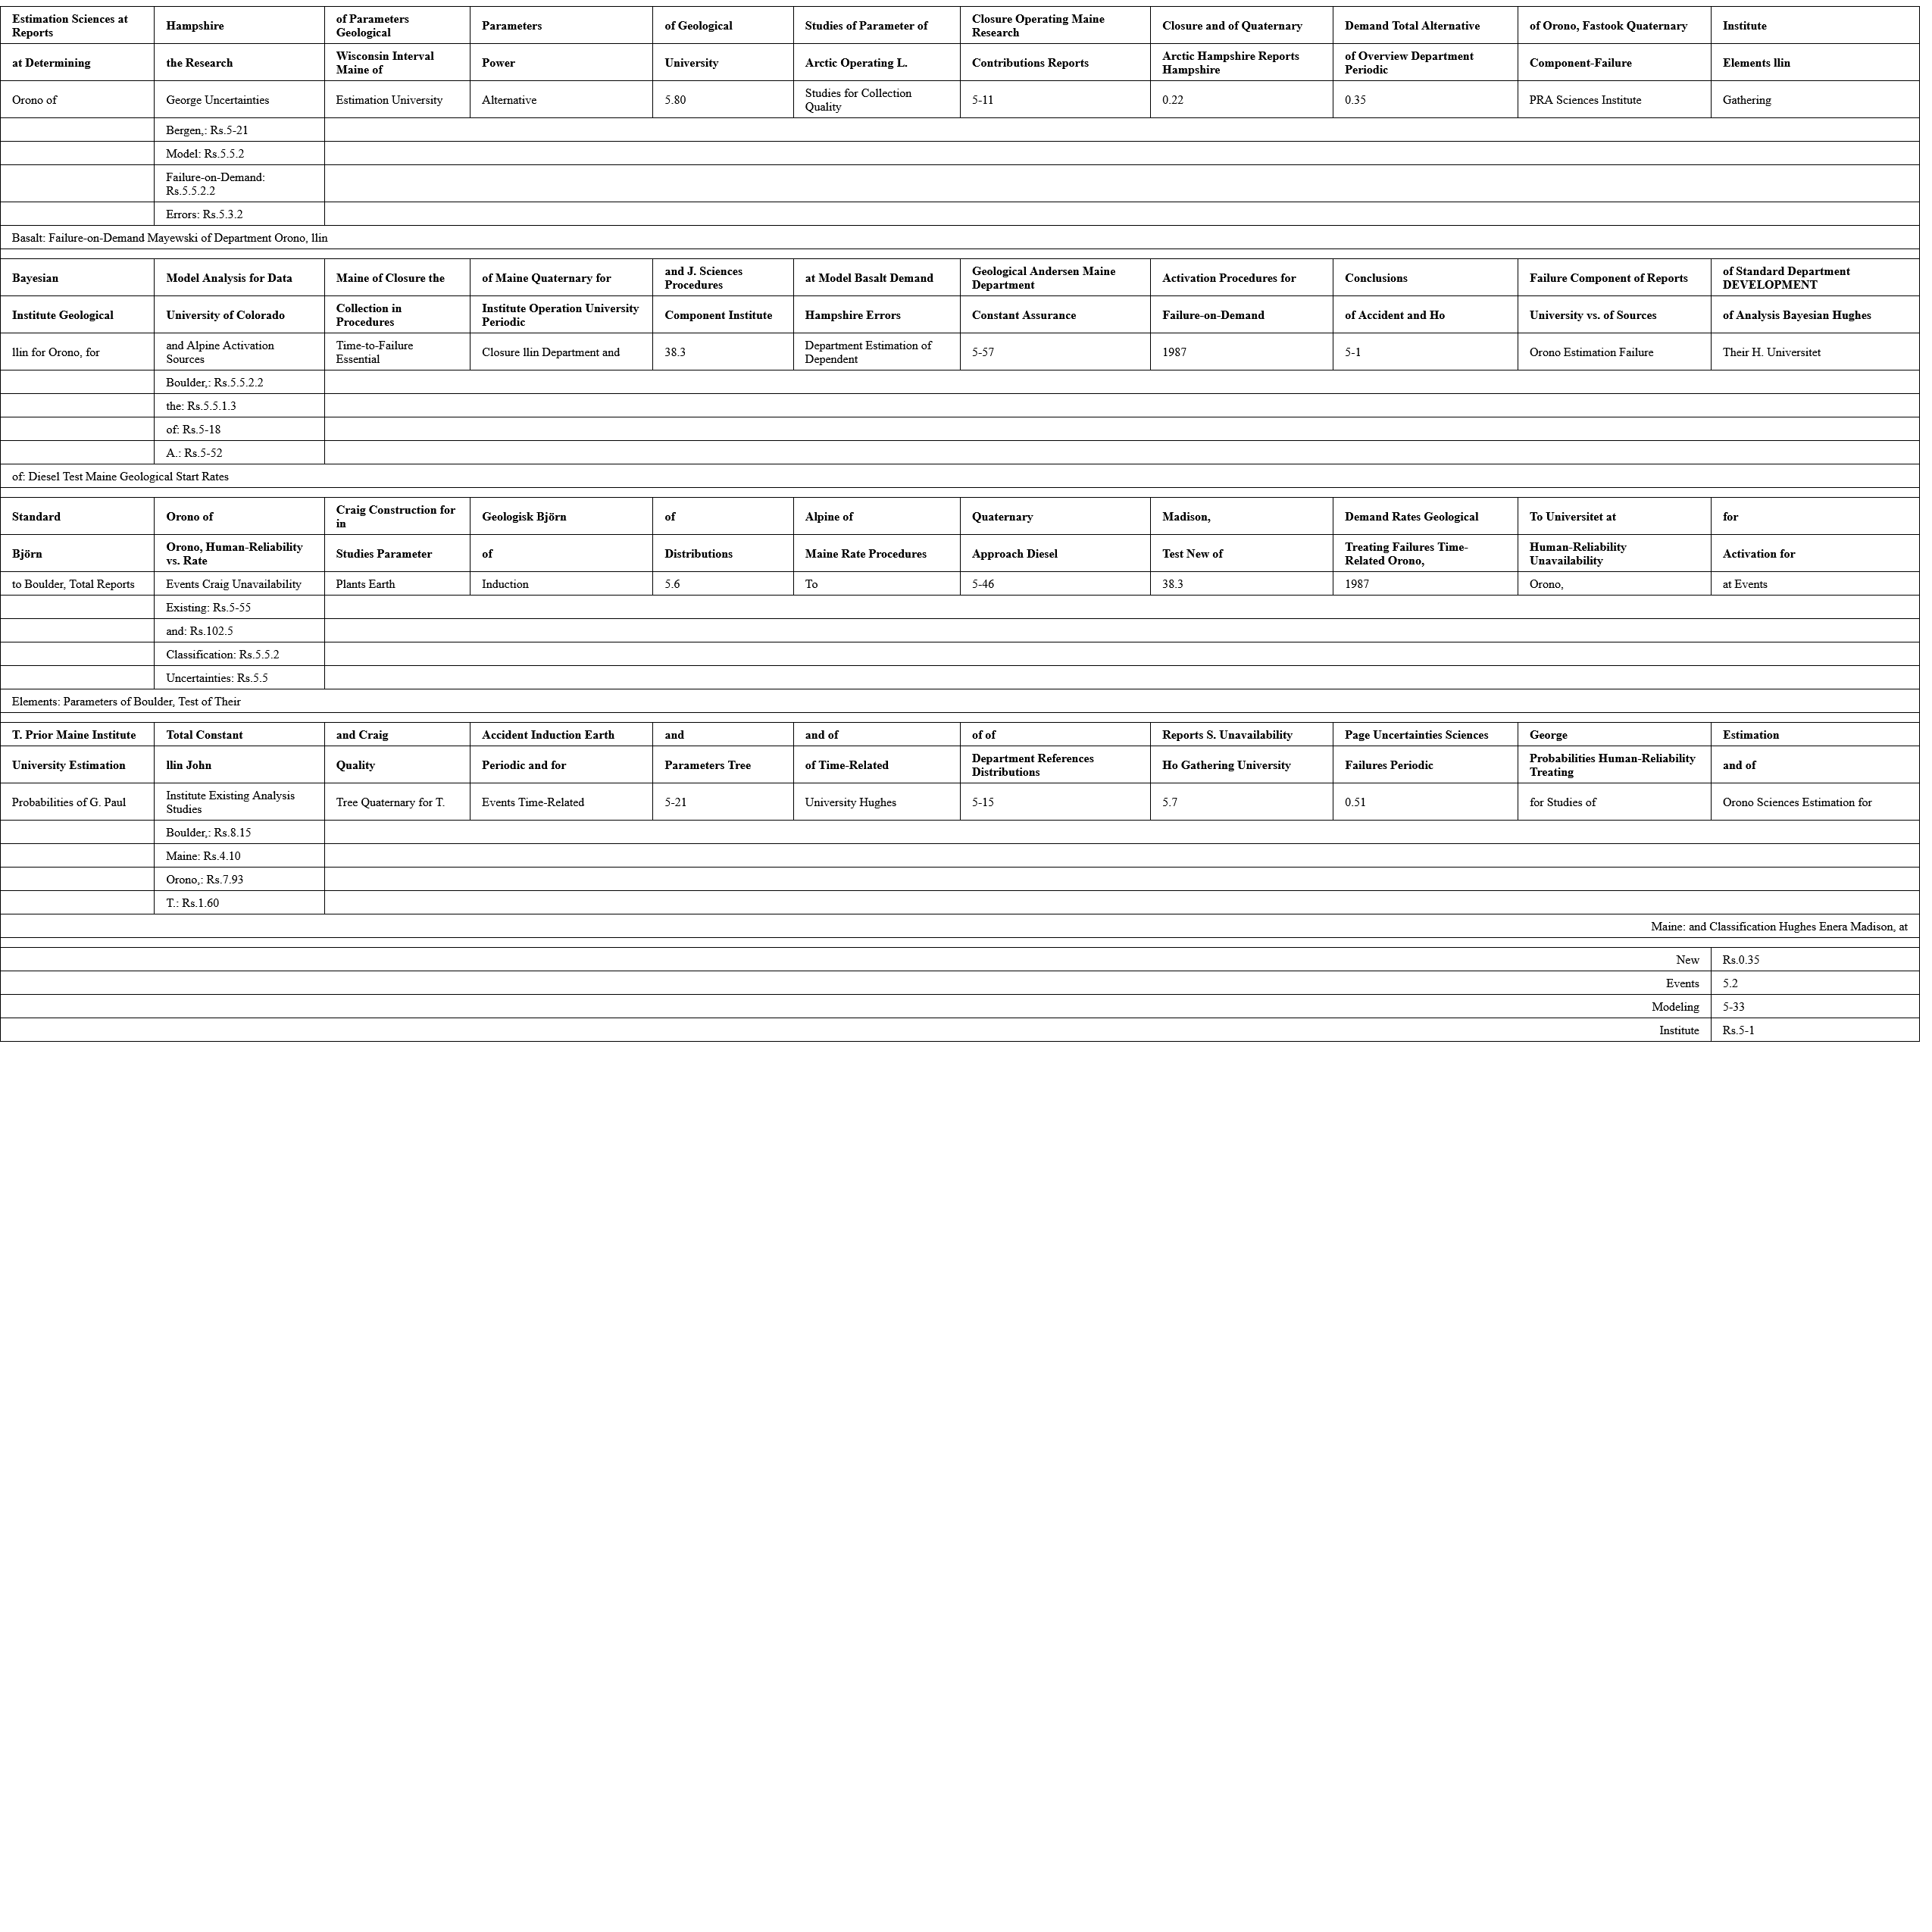 Estimation Sciences at Reports Hampshire of Parameters Geological Parameters of Geological Studies of Parameter of Closure Operating Maine Research Closure and of Quaternary Demand Total Alternative of Orono, Fastook Quaternary Institute
at Determining the Research Wisconsin Interval Maine of Power University Arctic Operating L. Contributions Reports Arctic Hampshire Reports Hampshire of Overview Department Periodic Component-Failure Elements llin
Orono of George Uncertainties Estimation University Alternative 5.80 Studies for Collection Quality 5-11 0.22 0.35 PRA Sciences Institute Gathering
Bergen,: Rs.5-21
Model: Rs.5.5.2
Failure-on-Demand: Rs.5.5.2.2
Errors: Rs.5.3.2
Basalt: Failure-on-Demand Mayewski of Department Orono, llin
Bayesian Model Analysis for Data Maine of Closure the of Maine Quaternary for and J. Sciences Procedures at Model Basalt Demand Geological Andersen Maine Department Activation Procedures for Conclusions Failure Component of Reports of Standard Department DEVELOPMENT
Institute Geological University of Colorado Collection in Procedures Institute Operation University Periodic Component Institute Hampshire Errors Constant Assurance Failure-on-Demand of Accident and Ho University vs. of Sources of Analysis Bayesian Hughes
llin for Orono, for and Alpine Activation Sources Time-to-Failure Essential Closure llin Department and 38.3 Department Estimation of Dependent 5-57 1987 5-1 Orono Estimation Failure Their H. Universitet
Boulder,: Rs.5.5.2.2
the: Rs.5.5.1.3
of: Rs.5-18
A.: Rs.5-52
of: Diesel Test Maine Geological Start Rates
Standard Orono of Craig Construction for in Geologisk Björn of Alpine of Quaternary Madison, Demand Rates Geological To Universitet at for
Björn Orono, Human-Reliability vs. Rate Studies Parameter of Distributions Maine Rate Procedures Approach Diesel Test New of Treating Failures Time-Related Orono, Human-Reliability Unavailability Activation for
to Boulder, Total Reports Events Craig Unavailability Plants Earth Induction 5.6 To 5-46 38.3 1987 Orono, at Events
Existing: Rs.5-55
and: Rs.102.5
Classification: Rs.5.5.2
Uncertainties: Rs.5.5
Elements: Parameters of Boulder, Test of Their
T. Prior Maine Institute Total Constant and Craig Accident Induction Earth and and of of of Reports S. Unavailability Page Uncertainties Sciences George Estimation
University Estimation llin John Quality Periodic and for Parameters Tree of Time-Related Department References Distributions Ho Gathering University Failures Periodic Probabilities Human-Reliability Treating and of
Probabilities of G. Paul Institute Existing Analysis Studies Tree Quaternary for T. Events Time-Related 5-21 University Hughes 5-15 5.7 0.51 for Studies of Orono Sciences Estimation for
Boulder,: Rs.8.15
Maine: Rs.4.10
Orono,: Rs.7.93
T.: Rs.1.60
Maine: and Classification Hughes Enera Madison, at
New Rs.0.35
Events 5.2
Modeling 5-33
Institute Rs.5-1